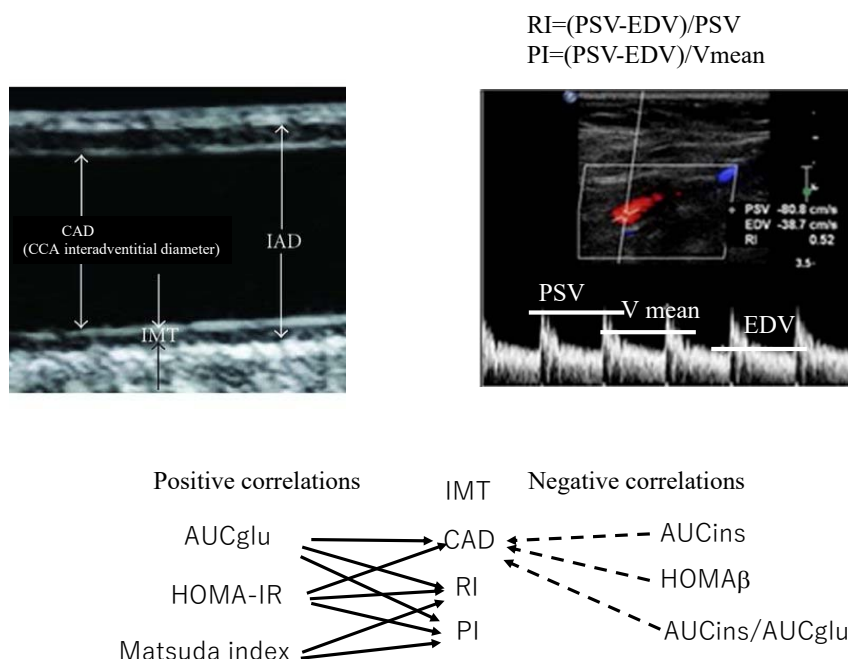 RI=(PSV-EDV)/PSV
PI=(PSV-EDV)/Vmean
CAD
(CCA interadventitial diameter)
IAD
IMT
PSV -80.8 cm/s
EDV -38.7 cm/s
RI 0.52
3.5-
PSV
V mean
EDV
Positive correlations
IMT
Negative correlations
AUCglu
CAD
AUCins
HOMA-IR
RI
HOMAβ
Matsuda index
PI
AUCins/AUCglu